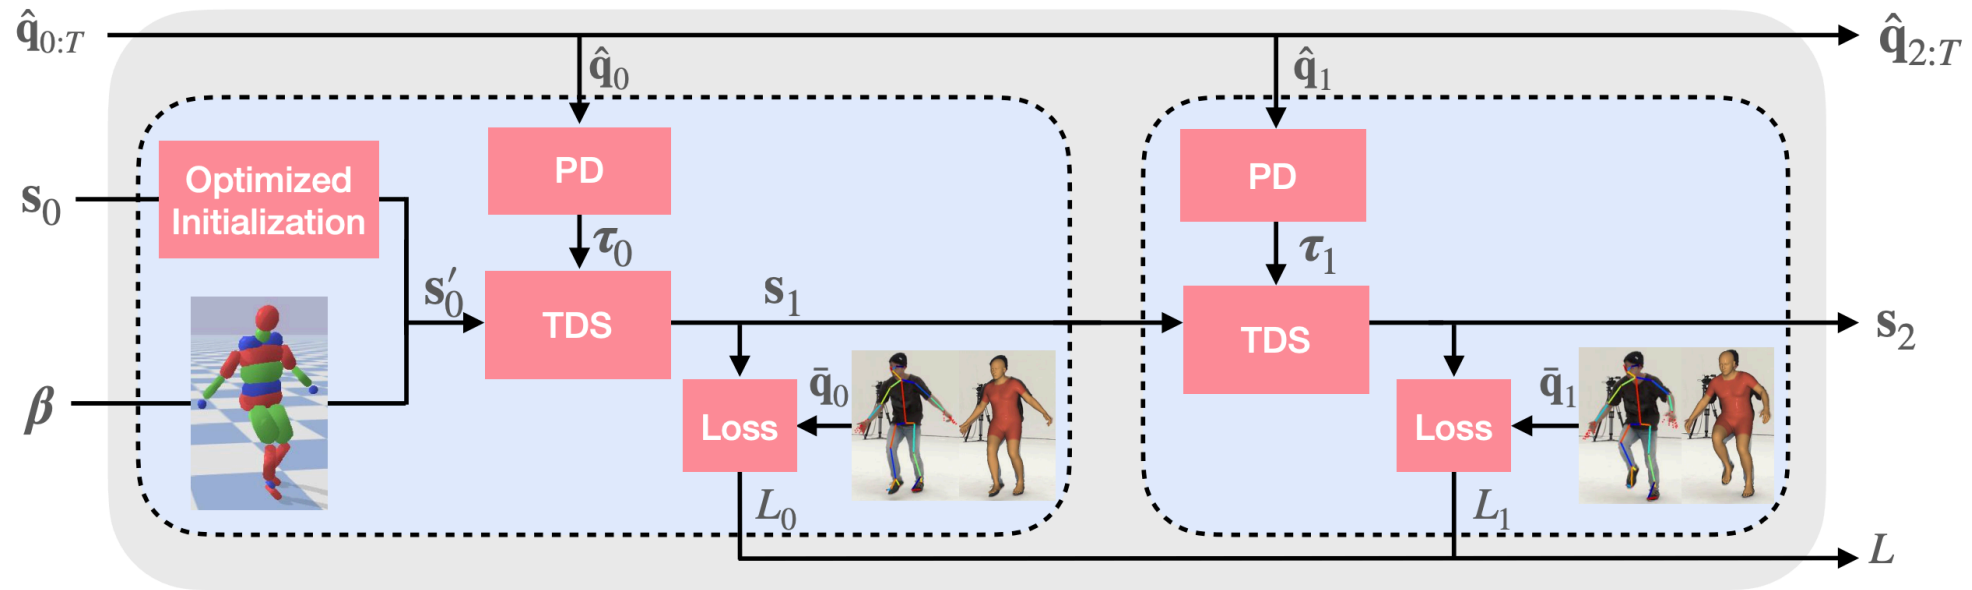 q̂₀:T
q̂₂:T
q̂₀
q̂₁
PD
PD
Optimized
Initialization
s₀
τ₀
τ₁
s′₀
s₁
TDS
TDS
s₂
β
q̄₀
q̄₁
Loss
Loss
L₀
L₁
L